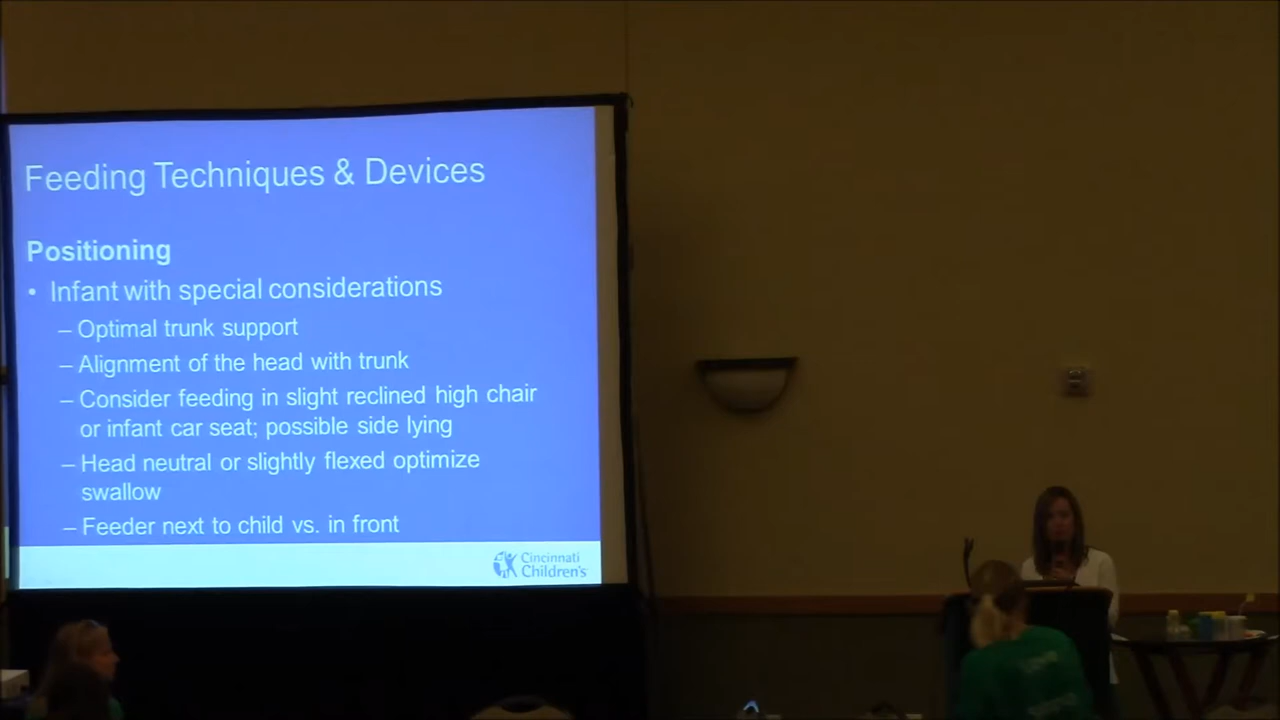 Feeding Techniques & Devices
Positioning
• Infant with special considerations
– Optimal trunk support
– Alignment of the head with trunk
– Consider feeding in slight reclined high chair
or infant car seat; possible side lying
– Head neutral or slightly flexed optimize
swallow
– Feeder next to child vs. in front
Cincinnati
Children's